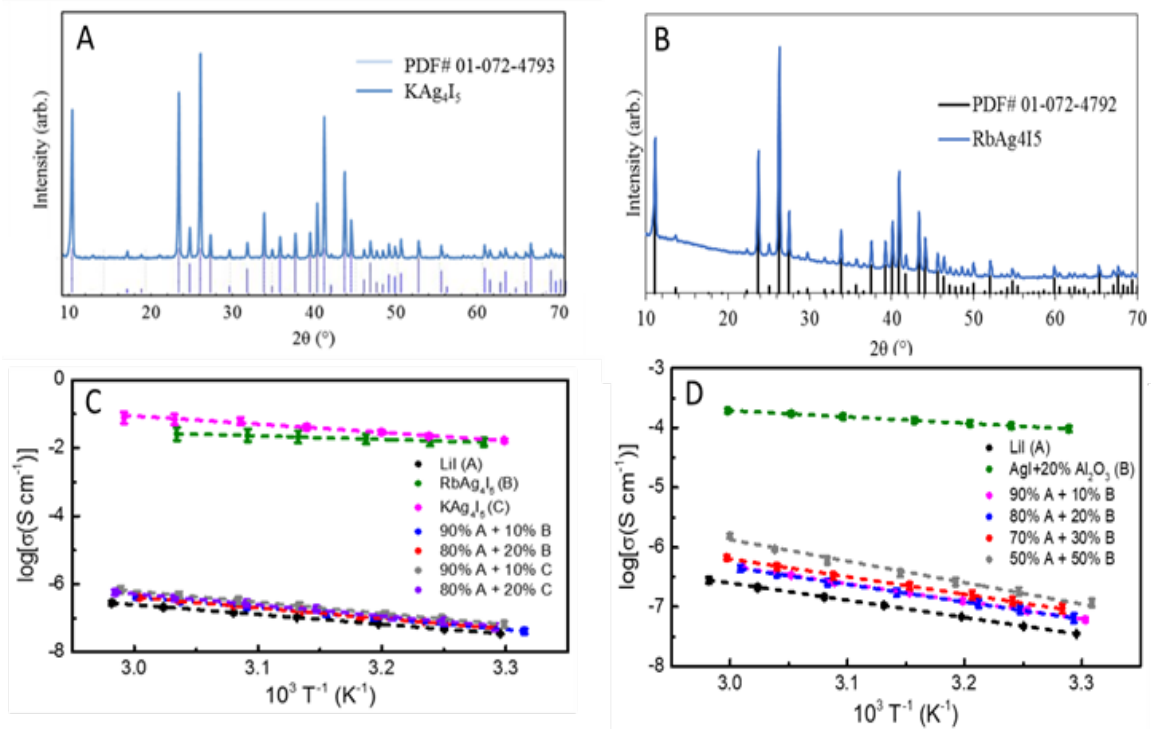 A
PDF# 01-072-4793
KAg₄I₅
Intensity (arb.)
10 20 30 40 50 60 70
2θ (°)
B
PDF# 01-072-4792
RbAg4I5
Intensity (arb.)
10 20 30 40 50 60 70
2θ (°)
C
0
-2
-6
-8
log[σ(S cm⁻¹)]
LiI (A)
RbAg₄I₅ (B)
KAg₄I₅ (C)
90% A + 10% B
80% A + 20% B
90% A + 10% C
80% A + 20% C
3.0 3.1 3.2 3.3
10³ T⁻¹ (K⁻¹)
D
-3
-4
-5
-6
-7
-8
log[σ(S cm⁻¹)]
LiI (A)
AgI+20% Al₂O₃ (B)
90% A + 10% B
80% A + 20% B
70% A + 30% B
50% A + 50% B
3.0 3.1 3.2 3.3
10³ T⁻¹ (K⁻¹)